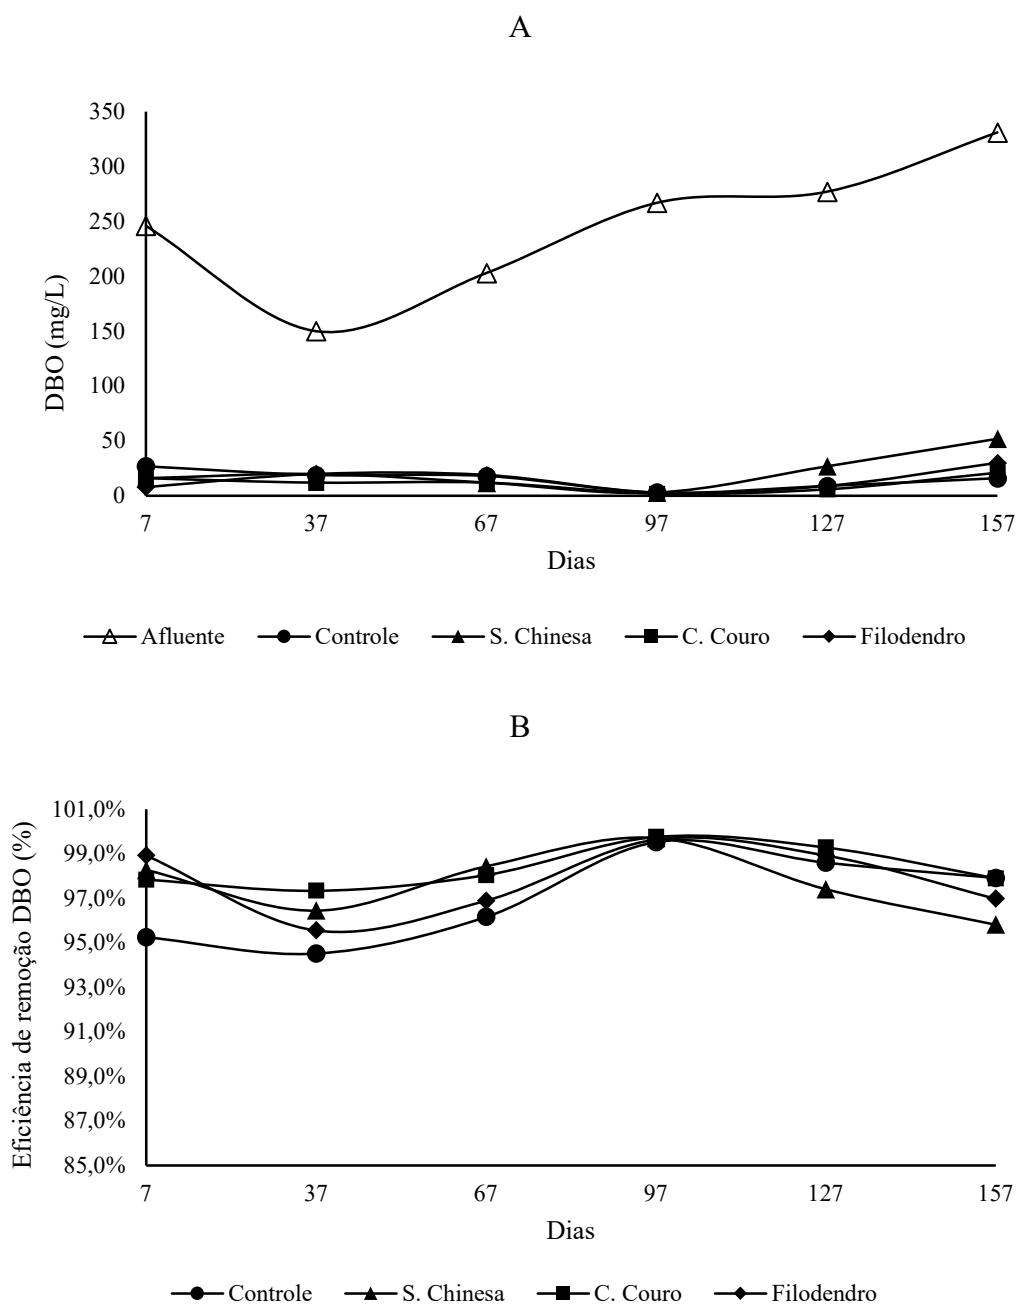 A
350
300
250
200
150
100
50
0
DBO (mg/L)
7 37 67 97 127 157
Dias
Afluente Controle S. Chinesa C. Couro Filodendro
B
101,0%
99,0%
97,0%
95,0%
93,0%
91,0%
89,0%
87,0%
85,0%
Eficiência de remoção DBO (%)
7 37 67 97 127 157
Dias
Controle S. Chinesa C. Couro Filodendro